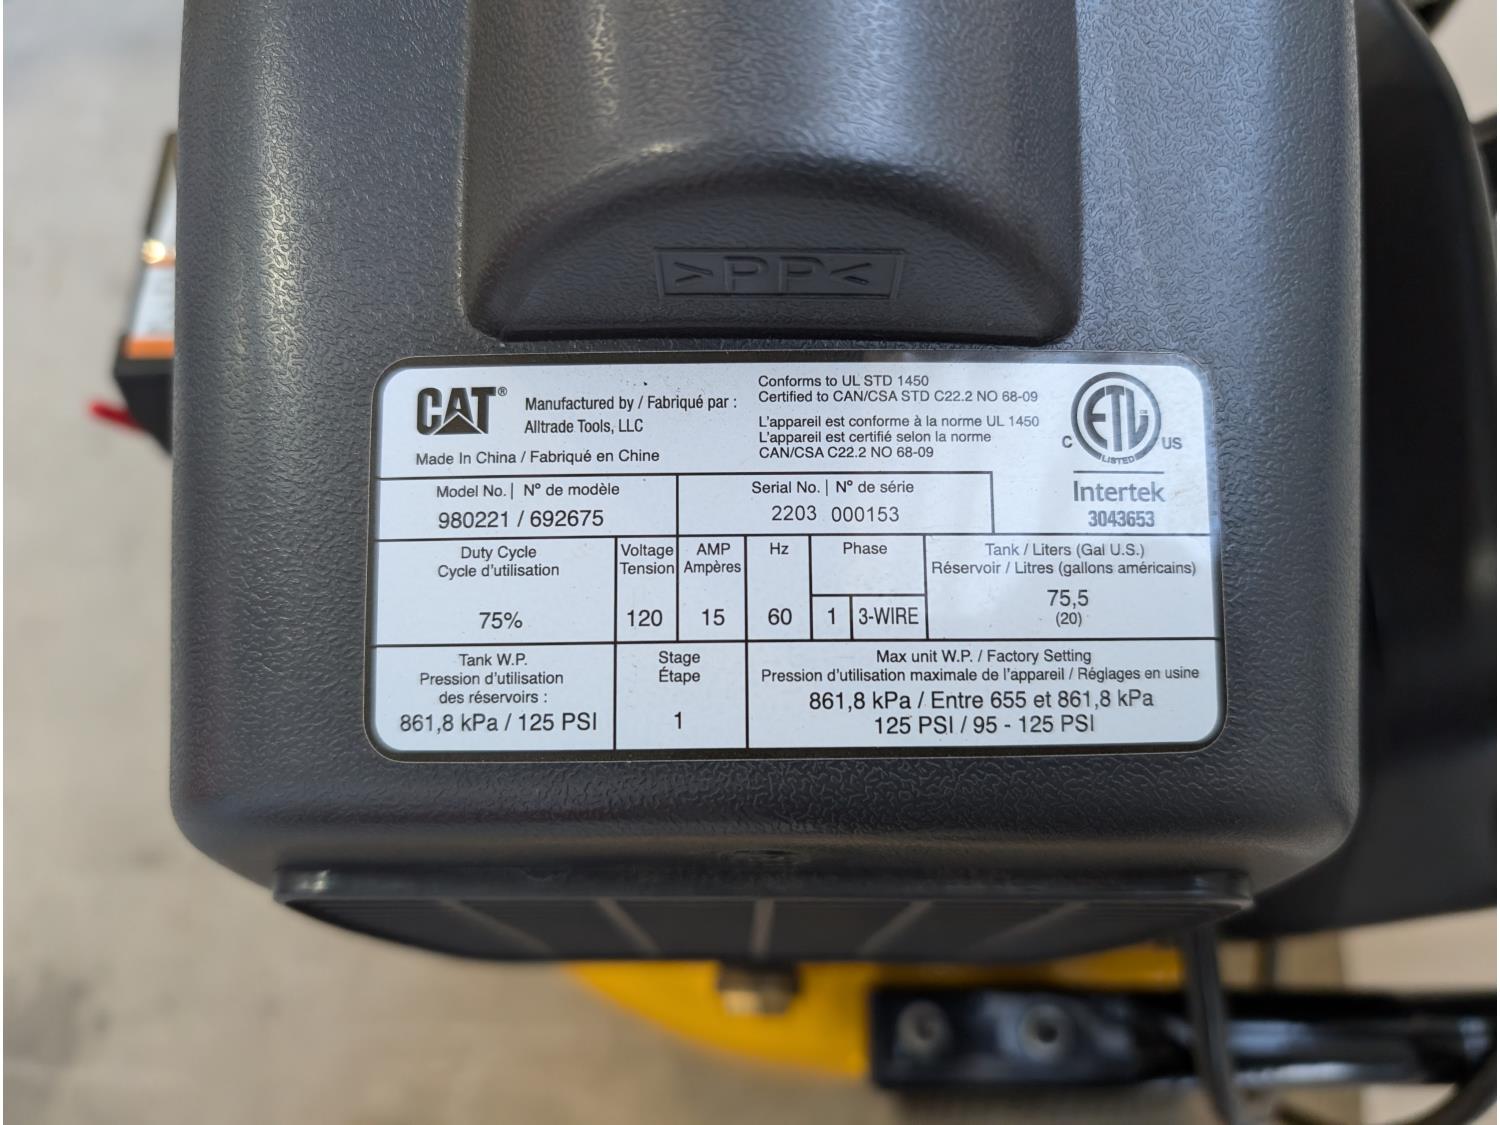 >PP<
CAT®
Manufactured by / Fabriqué par :
Alltrade Tools, LLC
Made In China / Fabriqué en Chine
Conforms to UL STD 1450
Certified to CAN/CSA STD C22.2 NO 68-09
L'appareil est conforme à la norme UL 1450
L'appareil est certifié selon la norme
CAN/CSA C22.2 NO 68-09
ETL
LISTED
C US
Intertek
3043653
Model No. | N° de modèle
980221 / 692675
Serial No. | N° de série
2203 000153
Duty Cycle
Cycle d'utilisation
75%
Voltage
Tension
120
AMP
Ampères
15
Hz
60
Phase
1 3-WIRE
Tank / Liters (Gal U.S.)
Réservoir / Litres (gallons américains)
75,5
(20)
Tank W.P.
Pression d'utilisation
des réservoirs :
861,8 kPa / 125 PSI
Stage
Étape
1
Max unit W.P. / Factory Setting
Pression d'utilisation maximale de l'appareil / Réglages en usine
861,8 kPa / Entre 655 et 861,8 kPa
125 PSI / 95 - 125 PSI